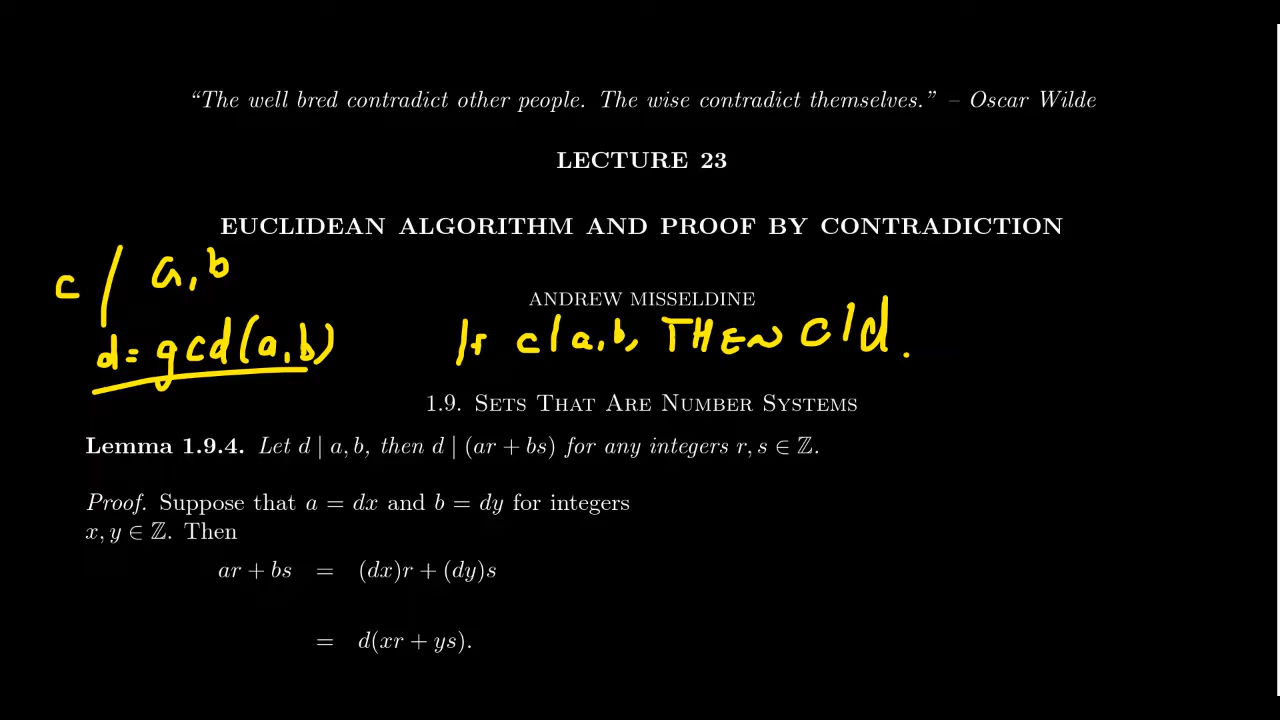 “The well bred contradict other people. The wise contradict themselves.” – Oscar Wilde
LECTURE 23
EUCLIDEAN ALGORITHM AND PROOF BY CONTRADICTION
c | a, b
ANDREW MISSELDINE
d = gcd(a, b)
If c | a, b, THEN c | d.
1.9. Sets That Are Number Systems
Lemma 1.9.4. Let d | a, b, then d | (ar + bs) for any integers r, s ∈ ℤ.
Proof. Suppose that a = dx and b = dy for integers
x, y ∈ ℤ. Then
ar + bs = (dx)r + (dy)s
= d(xr + ys).